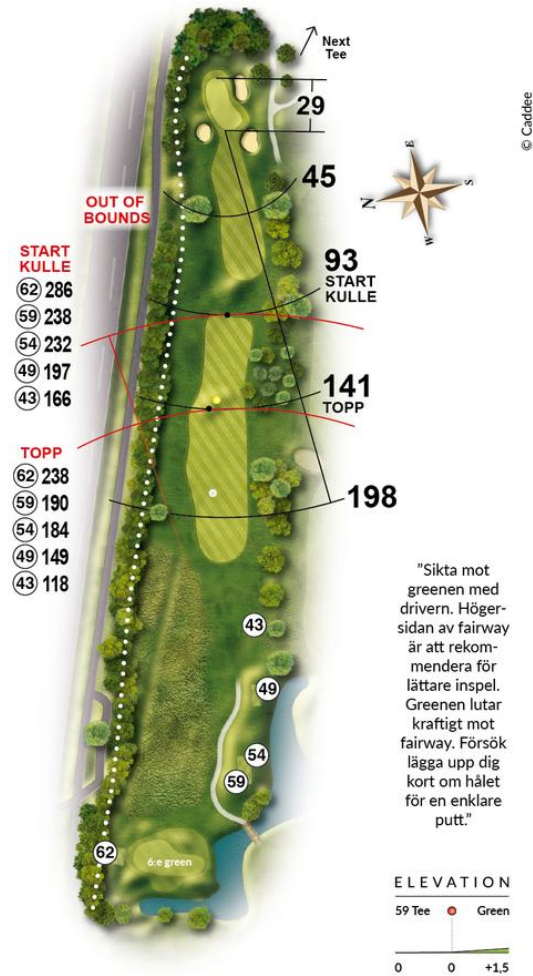 Next
Tee
© Caddee
29
E
N
S
W
45
OUT OF
BOUNDS
START
KULLE
62 286
59 238
54 232
49 197
43 166
93
START
KULLE
141
TOPP
TOPP
62 238
59 190
54 184
49 149
43 118
198
43
49
54
59
62
6:e green
"Sikta mot
greenen med
drivern. Höger-
sidan av fairway
är att rekom-
mendera för
lättare inspel.
Greenen lutar
kraftigt mot
fairway. Försök
lägga upp dig
kort om hålet
för en enklare
putt."
ELEVATION
59 Tee Green
0 0 +1,5